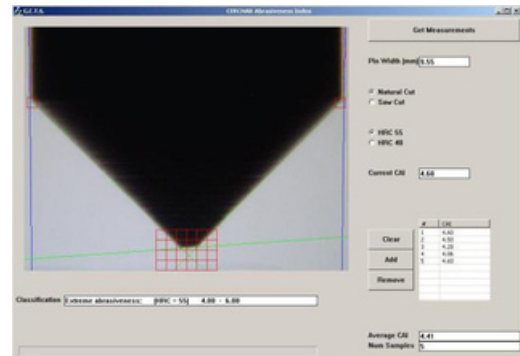 G.C.T.S.
CERCHAR Abrasiveness Index
Get Measurements
Pin Width [mm] 9.55
Natural Cut
Saw Cut
HRC 55
HRC 40
Current CAI 4.60
# CAI
1 4.60
2 4.50
3 4.28
4 4.06
5 4.60
Clear
Add
Remove
Classification Extreme abrasiveness: [HRC = 55] 4.00 - 6.00
Average CAI 4.41
Num Samples 5